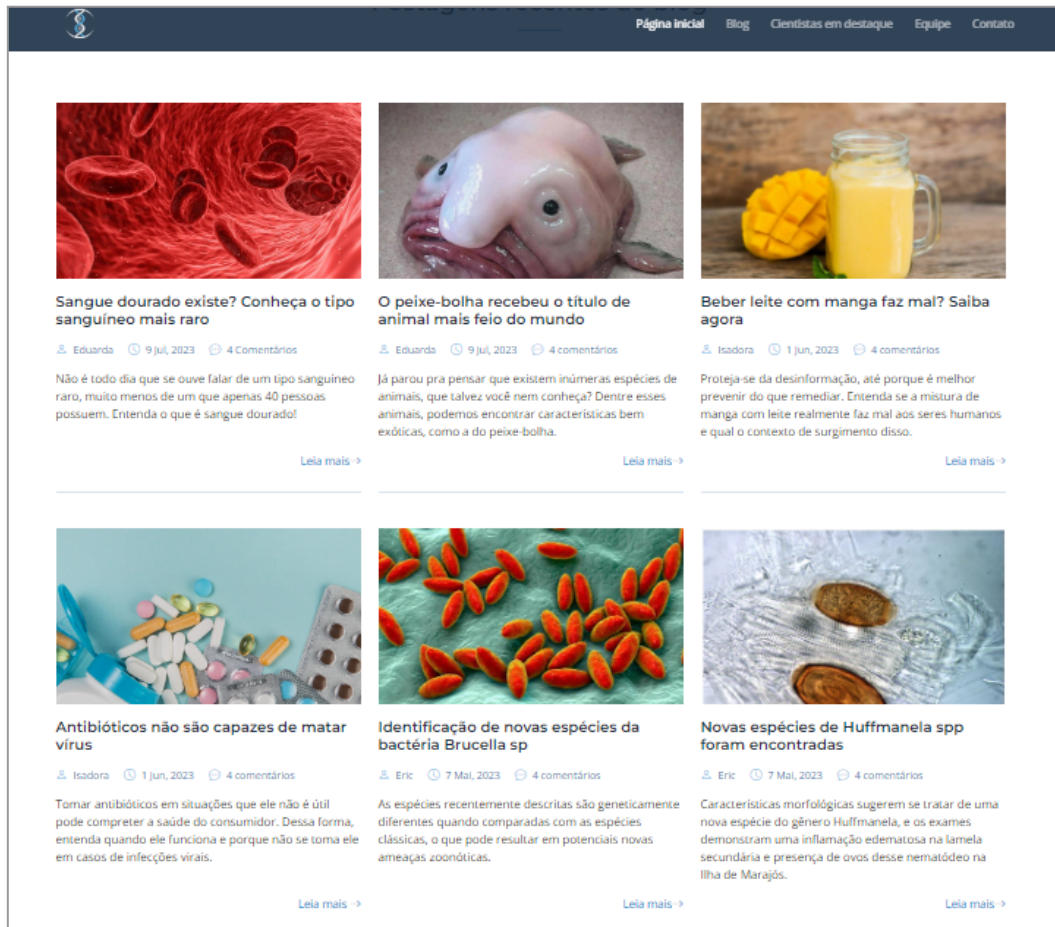 Postagens recentes do blog
Página inicial Blog Cientistas em destaque Equipe Contato
Sangue dourado existe? Conheça o tipo
sanguíneo mais raro
Eduarda 9 Jul, 2023 4 Comentários
Não é todo dia que se ouve falar de um tipo sanguíneo
raro, muito menos de um que apenas 40 pessoas
possuem. Entenda o que é sangue dourado!
Leia mais
O peixe-bolha recebeu o título de
animal mais feio do mundo
Eduarda 9 Jul, 2023 4 comentários
Já parou pra pensar que existem inúmeras espécies de
animais, que talvez você nem conheça? Dentre esses
animais, podemos encontrar características bem
exóticas, como a do peixe-bolha.
Leia mais
Beber leite com manga faz mal? Saiba
agora
Isadora 1 Jun, 2023 4 comentários
Proteja-se da desinformação, até porque é melhor
prevenir do que remediar. Entenda se a mistura de
manga com leite realmente faz mal aos seres humanos
e qual o contexto de surgimento disso.
Leia mais
Antibióticos não são capazes de matar
vírus
Isadora 1 Jun, 2023 4 comentários
Tomar antibióticos em situações que ele não é útil
pode compreter a saúde do consumidor. Dessa forma,
entenda quando ele funciona e porque não se toma ele
em casos de infecções virais.
Leia mais
Identificação de novas espécies da
bactéria Brucella sp
Eric 7 Mai, 2023 4 comentários
As espécies recentemente descritas são geneticamente
diferentes quando comparadas com as espécies
clássicas, o que pode resultar em potenciais novas
ameaças zoonóticas.
Leia mais
Novas espécies de Huffmanela spp
foram encontradas
Eric 7 Mai, 2023 4 comentários
Características morfológicas sugerem se tratar de uma
nova espécie do gênero Huffmanela, e os exames
demonstram uma inflamação edematosa na lamela
secundária e presença de ovos desse nematódeo na
Ilha de Marajós.
Leia mais